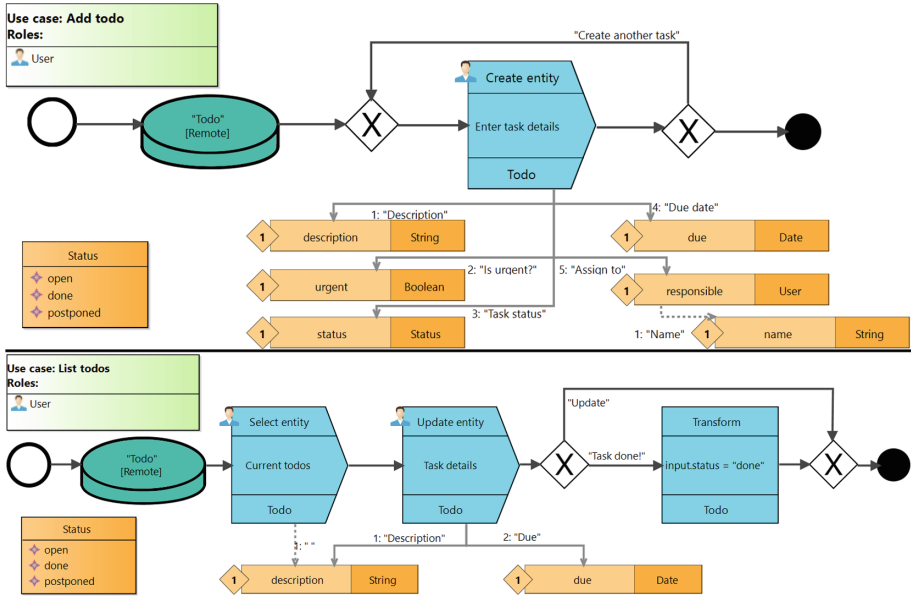 Use case: Add todo
Roles:
User
"Create another task"
"Todo"
[Remote]
X
Create entity
Enter task details
Todo
X
1: "Description"
4: "Due date"
1 description String
1 due Date
Status
open
done
postponed
2: "Is urgent?"
5: "Assign to"
1 urgent Boolean
1 responsible User
3: "Task status"
1 status Status
1: "Name"
1 name String
Use case: List todos
Roles:
User
"Todo"
[Remote]
Select entity
Current todos
Todo
Update entity
Task details
Todo
"Update"
X
"Task done!"
Transform
input.status = "done"
Todo
X
Status
open
done
postponed
1: " "
1: "Description"
2: "Due"
1 description String
1 due Date